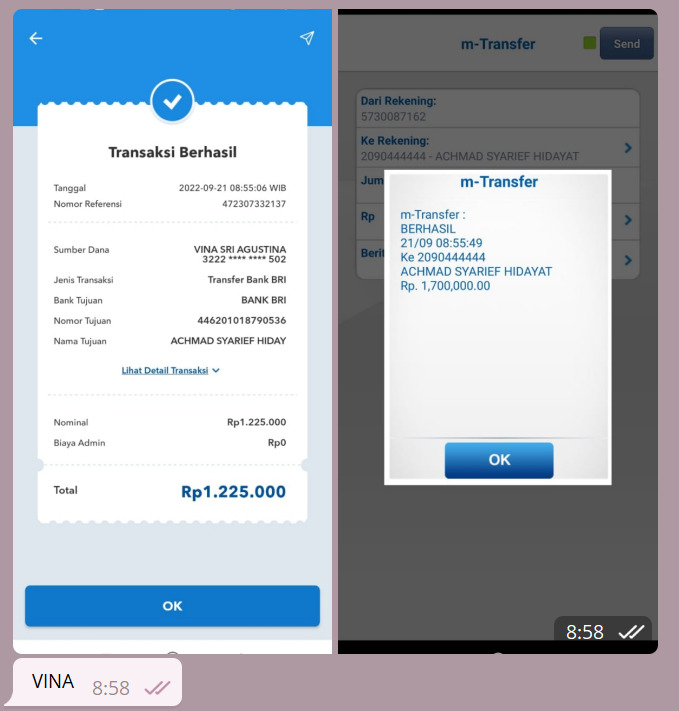 Transaksi Berhasil
Tanggal 2022-09-21 08:55:06 WIB
Nomor Referensi 472307332137
Sumber Dana VINA SRI AGUSTINA
3222 **** **** 502
Jenis Transaksi Transfer Bank BRI
Bank Tujuan BANK BRI
Nomor Tujuan 446201018790536
Nama Tujuan ACHMAD SYARIEF HIDAY
Lihat Detail Transaksi
Nominal Rp1.225.000
Biaya Admin Rp0
Total Rp1.225.000
OK
m-Transfer Send
Dari Rekening:
5730087162
Ke Rekening:
2090444444 - ACHMAD SYARIEF HIDAYAT
Jum
Rp
Beri
m-Transfer
m-Transfer :
BERHASIL
21/09 08:55:49
Ke 2090444444
ACHMAD SYARIEF HIDAYAT
Rp. 1,700,000.00
OK
8:58
VINA 8:58